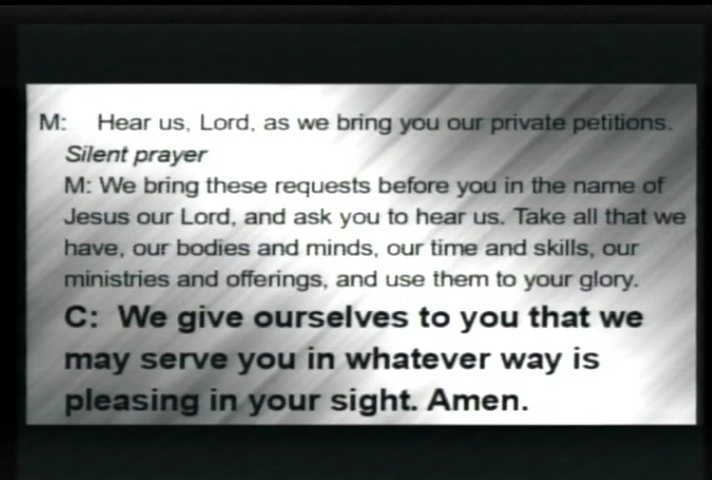 M: Hear us, Lord, as we bring you our private petitions.
Silent prayer
M: We bring these requests before you in the name of
Jesus our Lord, and ask you to hear us. Take all that we
have, our bodies and minds, our time and skills, our
ministries and offerings, and use them to your glory.
C: We give ourselves to you that we
may serve you in whatever way is
pleasing in your sight. Amen.